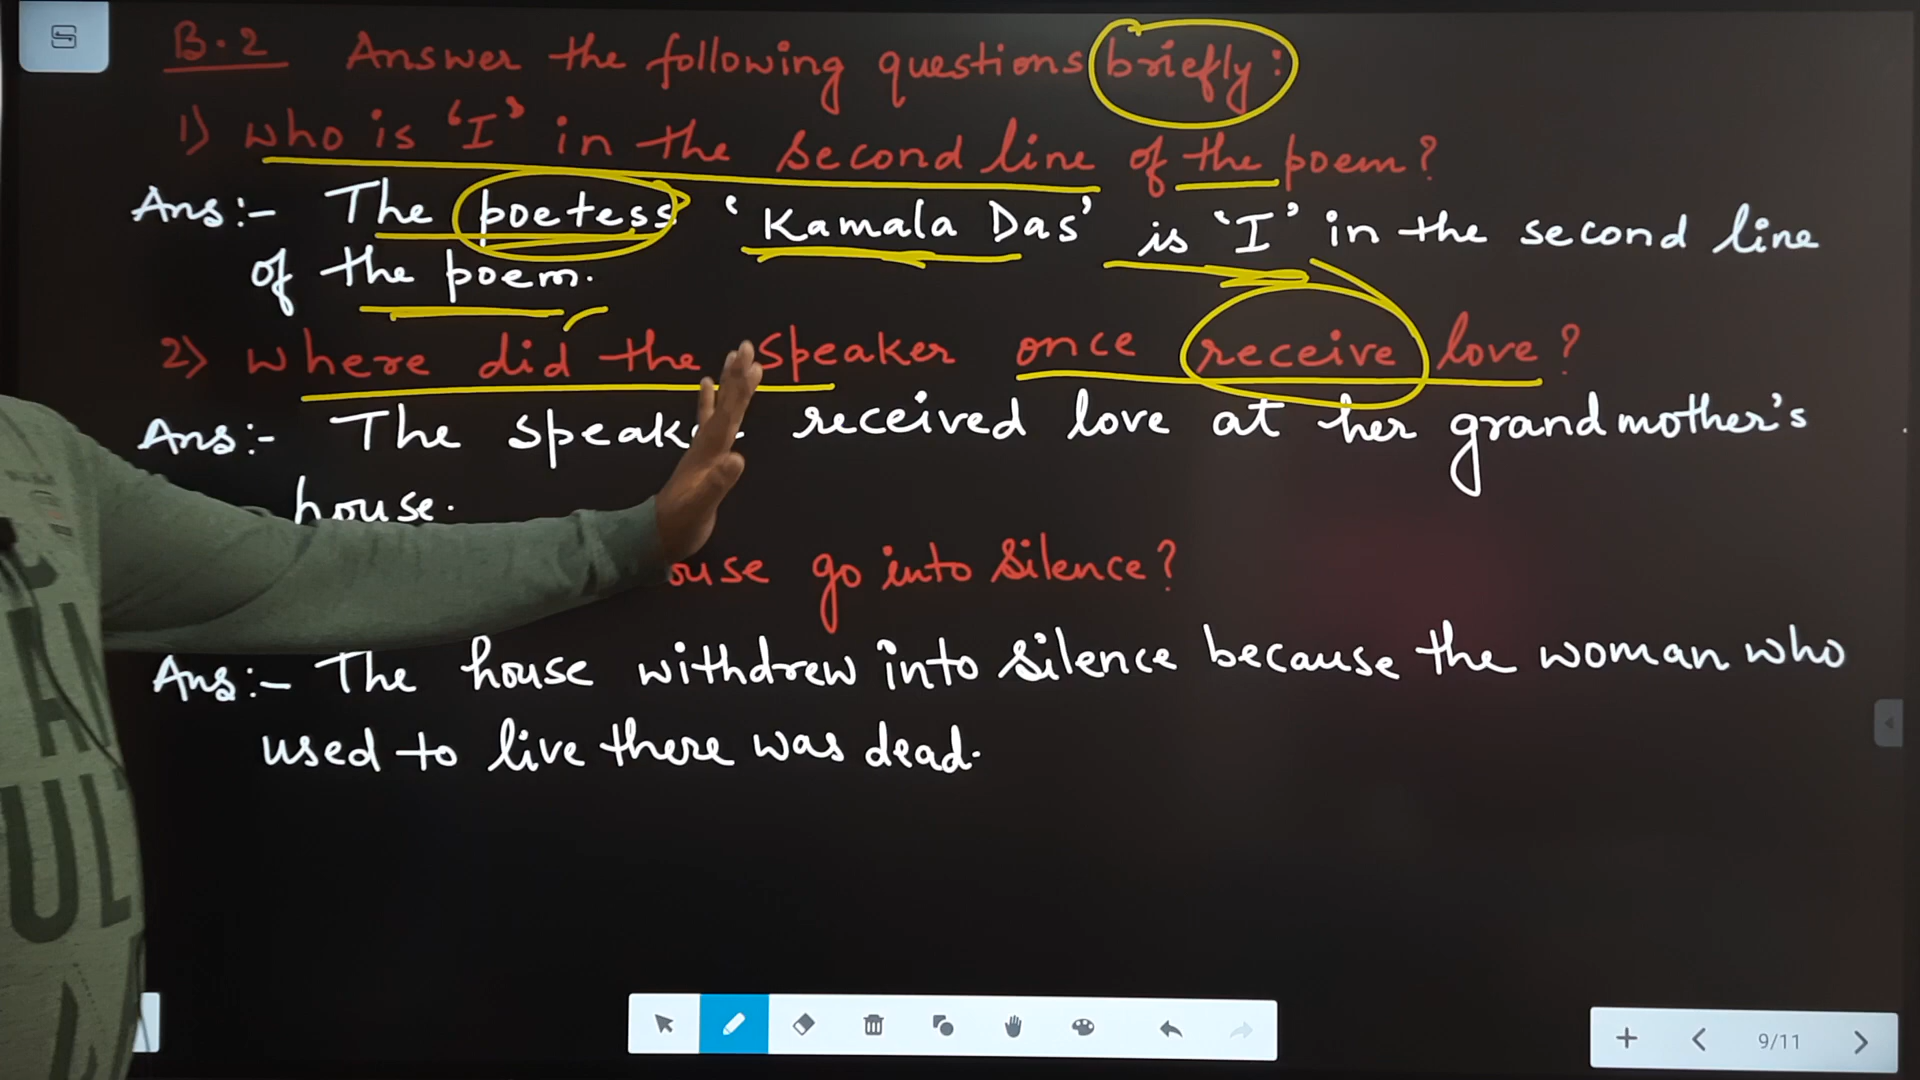 B.2 Answer the following questions briefly:
1) who is 'I' in the second line of the poem?
Ans:- The poetess 'Kamala Das' is 'I' in the second line
of the poem.
2) where did the speaker once receive love?
Ans:- The received love at her grandmother's
house.
go into silence?
Ans:- The house withdrew into silence because the woman who
used to live there was dead.
9/11